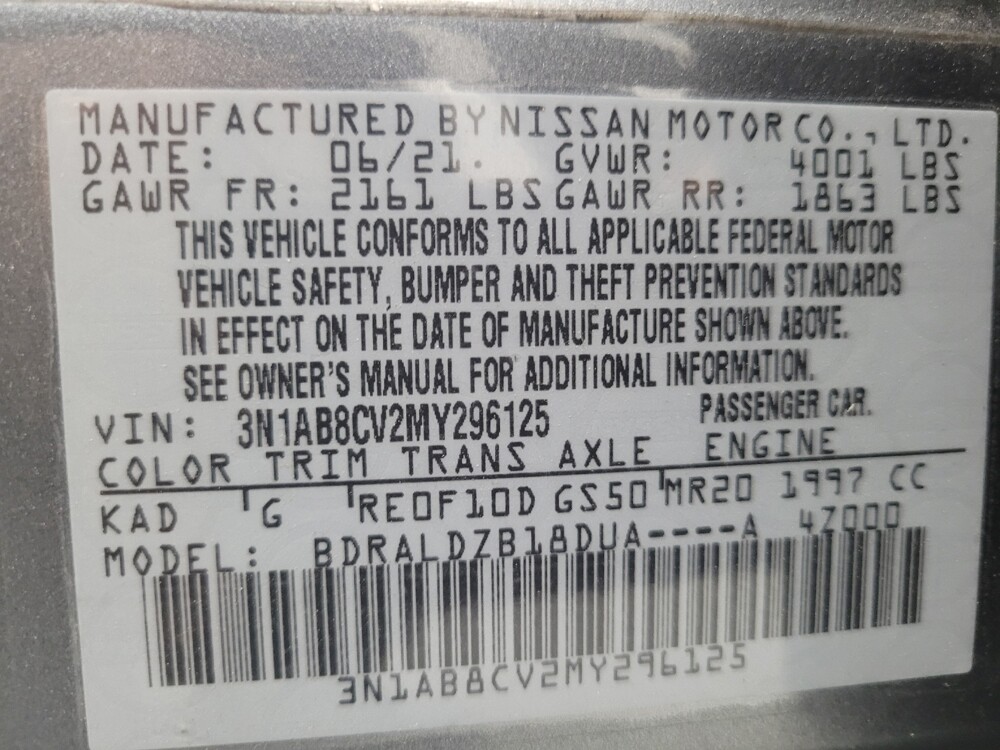 MANUFACTURED BY NISSAN MOTOR CO., LTD.
DATE: 06/21. GVWR: 4001 LBS
GAWR FR: 2161 LBS GAWR RR: 1863 LBS
THIS VEHICLE CONFORMS TO ALL APPLICABLE FEDERAL MOTOR
VEHICLE SAFETY, BUMPER AND THEFT PREVENTION STANDARDS
IN EFFECT ON THE DATE OF MANUFACTURE SHOWN ABOVE.
SEE OWNER'S MANUAL FOR ADDITIONAL INFORMATION.
VIN: 3N1AB8CV2MY296125 PASSENGER CAR.
COLOR TRIM TRANS AXLE ENGINE
KAD G RE0F10D GS50 MR20 1997 CC
MODEL: BDRALDZB18DUA----A 4Z000
3N1AB8CV2MY296125